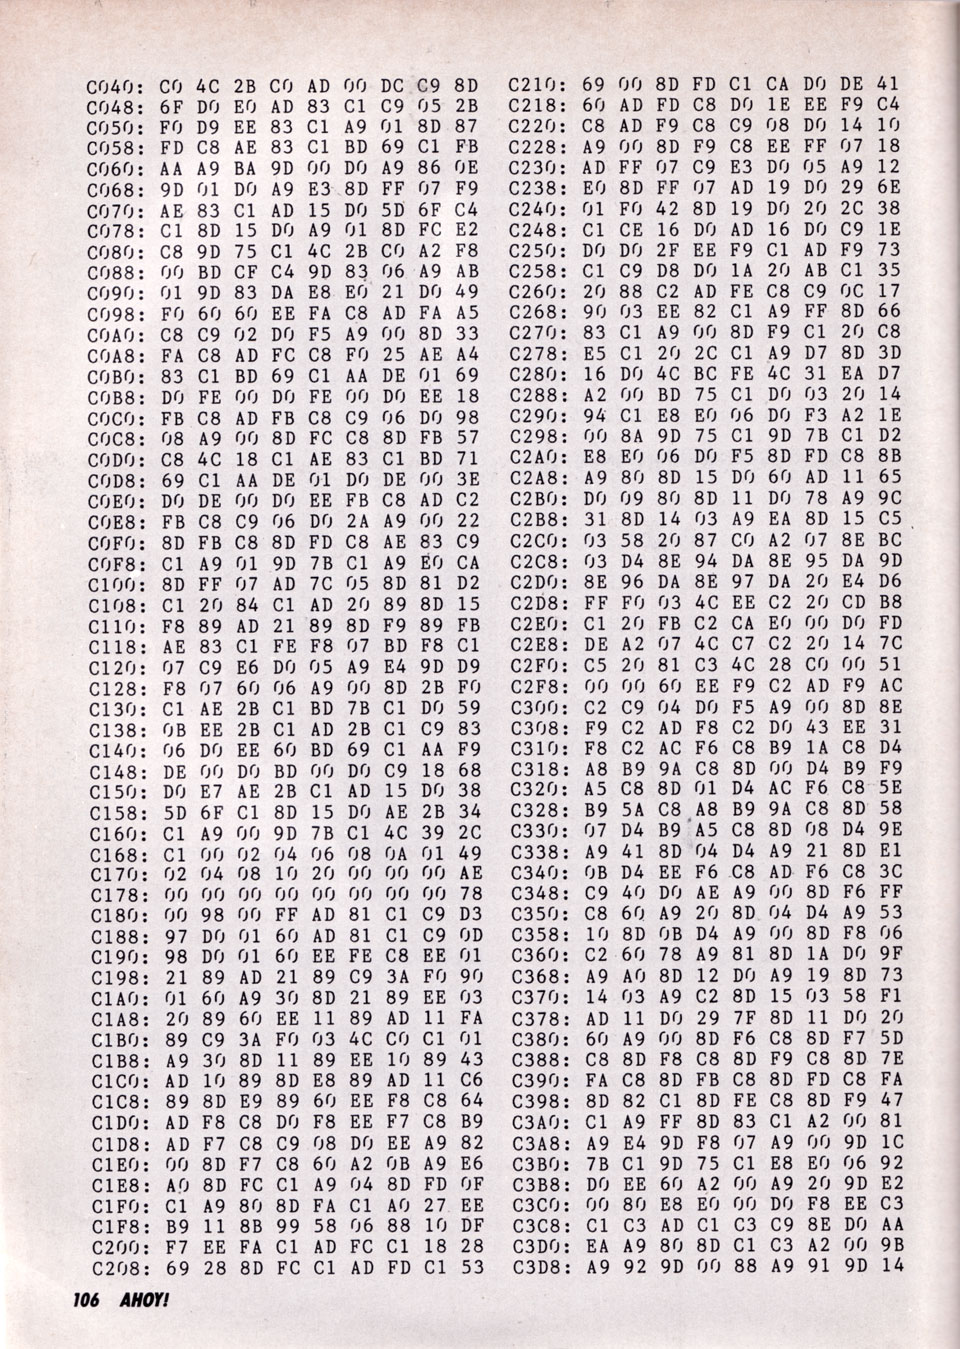 C040: C0 4C 2B C0 AD 00 DC C9 8D
C048: 6F D0 E0 AD 83 C1 C9 05 2B
C050: F0 D9 EE 83 C1 A9 01 8D 87
C058: FD C8 AE 83 C1 BD 69 C1 FB
C060: AA A9 BA 9D 00 D0 A9 86 0E
C068: 9D 01 D0 A9 E3 8D FF 07 F9
C070: AE 83 C1 AD 15 D0 5D 6F C4
C078: C1 8D 15 D0 A9 01 8D FC E2
C080: C8 9D 75 C1 4C 2B C0 A2 F8
C088: 00 BD CF C4 9D 83 06 A9 AB
C090: 01 9D 83 DA E8 E0 21 D0 49
C098: F0 60 60 EE FA C8 AD FA A5
C0A0: C8 C9 02 D0 F5 A9 00 8D 33
C0A8: FA C8 AD FC C8 F0 25 AE A4
C0B0: 83 C1 BD 69 C1 AA DE 01 69
C0B8: D0 FE 00 D0 FE 00 D0 EE 18
C0C0: FB C8 AD FB C8 C9 06 D0 98
C0C8: 08 A9 00 8D FC C8 8D FB 57
C0D0: C8 4C 18 C1 AE 83 C1 BD 71
C0D8: 69 C1 AA DE 01 D0 DE 00 3E
C0E0: D0 DE 00 D0 EE FB C8 AD C2
C0E8: FB C8 C9 06 D0 2A A9 00 22
C0F0: 8D FB C8 8D FD C8 AE 83 C9
C0F8: C1 A9 01 9D 7B C1 A9 E0 CA
C100: 8D FF 07 AD 7C 05 8D 81 D2
C108: C1 20 84 C1 AD 20 89 8D 15
C110: F8 89 AD 21 89 8D F9 89 FB
C118: AE 83 C1 FE F8 07 BD F8 C1
C120: 07 C9 E6 D0 05 A9 E4 9D D9
C128: F8 07 60 06 A9 00 8D 2B F0
C130: C1 AE 2B C1 BD 7B C1 D0 59
C138: 0B EE 2B C1 AD 2B C1 C9 83
C140: 06 D0 EE 60 BD 69 C1 AA F9
C148: DE 00 D0 BD 00 D0 C9 18 68
C150: D0 E7 AE 2B C1 AD 15 D0 38
C158: 5D 6F C1 8D 15 D0 AE 2B 34
C160: C1 A9 00 9D 7B C1 4C 39 2C
C168: C1 00 02 04 06 08 0A 01 49
C170: 02 04 08 10 20 00 00 00 AE
C178: 00 00 00 00 00 00 00 00 78
C180: 00 98 00 FF AD 81 C1 C9 D3
C188: 97 D0 01 60 AD 81 C1 C9 0D
C190: 98 D0 01 60 EE FE C8 EE 01
C198: 21 89 AD 21 89 C9 3A F0 90
C1A0: 01 60 A9 30 8D 21 89 EE 03
C1A8: 20 89 60 EE 11 89 AD 11 FA
C1B0: 89 C9 3A F0 03 4C C0 C1 01
C1B8: A9 30 8D 11 89 EE 10 89 43
C1C0: AD 10 89 8D E8 89 AD 11 C6
C1C8: 89 8D E9 89 60 EE F8 C8 64
C1D0: AD F8 C8 D0 F8 EE F7 C8 B9
C1D8: AD F7 C8 C9 08 D0 EE A9 82
C1E0: 00 8D F7 C8 60 A2 0B A9 E6
C1E8: A0 8D FC C1 A9 04 8D FD 0F
C1F0: C1 A9 80 8D FA C1 A0 27 EE
C1F8: B9 11 8B 99 58 06 88 10 DF
C200: F7 EE FA C1 AD FC C1 18 28
C208: 69 28 8D FC C1 AD FD C1 53
C210: 69 00 8D FD C1 CA D0 DE 41
C218: 60 AD FD C8 D0 1E EE F9 C4
C220: C8 AD F9 C8 C9 08 D0 14 10
C228: A9 00 8D F9 C8 EE FF 07 18
C230: AD FF 07 C9 E3 D0 05 A9 12
C238: E0 8D FF 07 AD 19 D0 29 6E
C240: 01 F0 42 8D 19 D0 20 2C 38
C248: C1 CE 16 D0 AD 16 D0 C9 1E
C250: D0 D0 2F EE F9 C1 AD F9 73
C258: C1 C9 D8 D0 1A 20 AB C1 35
C260: 20 88 C2 AD FE C8 C9 0C 17
C268: 90 03 EE 82 C1 A9 FF 8D 66
C270: 83 C1 A9 00 8D F9 C1 20 C8
C278: E5 C1 20 2C C1 A9 D7 8D 3D
C280: 16 D0 4C BC FE 4C 31 EA D7
C288: A2 00 BD 75 C1 D0 03 20 14
C290: 94 C1 E8 E0 06 D0 F3 A2 1E
C298: 00 8A 9D 75 C1 9D 7B C1 D2
C2A0: E8 E0 06 D0 F5 8D FD C8 8B
C2A8: A9 80 8D 15 D0 60 AD 11 65
C2B0: D0 09 80 8D 11 D0 78 A9 9C
C2B8: 31 8D 14 03 A9 EA 8D 15 C5
C2C0: 03 58 20 87 C0 A2 07 8E BC
C2C8: 03 D4 8E 94 DA 8E 95 DA 9D
C2D0: 8E 96 DA 8E 97 DA 20 E4 D6
C2D8: FF F0 03 4C EE C2 20 CD B8
C2E0: C1 20 FB C2 CA E0 00 D0 FD
C2E8: DE A2 07 4C C7 C2 20 14 7C
C2F0: C5 20 81 C3 4C 28 C0 00 51
C2F8: 00 00 60 EE F9 C2 AD F9 AC
C300: C2 C9 04 D0 F5 A9 00 8D 8E
C308: F9 C2 AD F8 C2 D0 43 EE 31
C310: F8 C2 AC F6 C8 B9 1A C8 D4
C318: A8 B9 9A C8 8D 00 D4 B9 F9
C320: A5 C8 8D 01 D4 AC F6 C8 5E
C328: B9 5A C8 A8 B9 9A C8 8D 58
C330: 07 D4 B9 A5 C8 8D 08 D4 9E
C338: A9 41 8D 04 D4 A9 21 8D E1
C340: 0B D4 EE F6 C8 AD F6 C8 3C
C348: C9 40 D0 AE A9 00 8D F6 FF
C350: C8 60 A9 20 8D 04 D4 A9 53
C358: 10 8D 0B D4 A9 00 8D F8 06
C360: C2 60 78 A9 81 8D 1A D0 9F
C368: A9 A0 8D 12 D0 A9 19 8D 73
C370: 14 03 A9 C2 8D 15 03 58 F1
C378: AD 11 D0 29 7F 8D 11 D0 20
C380: 60 A9 00 8D F6 C8 8D F7 5D
C388: C8 8D F8 C8 8D F9 C8 8D 7E
C390: FA C8 8D FB C8 8D FD C8 FA
C398: 8D 82 C1 8D FE C8 8D F9 47
C3A0: C1 A9 FF 8D 83 C1 A2 00 81
C3A8: A9 E4 9D F8 07 A9 00 9D 1C
C3B0: 7B C1 9D 75 C1 E8 E0 06 92
C3B8: D0 EE 60 A2 00 A9 20 9D E2
C3C0: 00 80 E8 E0 00 D0 F8 EE C3
C3C8: C1 C3 AD C1 C3 C9 8E D0 AA
C3D0: EA A9 80 8D C1 C3 A2 00 9B
C3D8: A9 92 9D 00 88 A9 91 9D 14
106 AHOY!